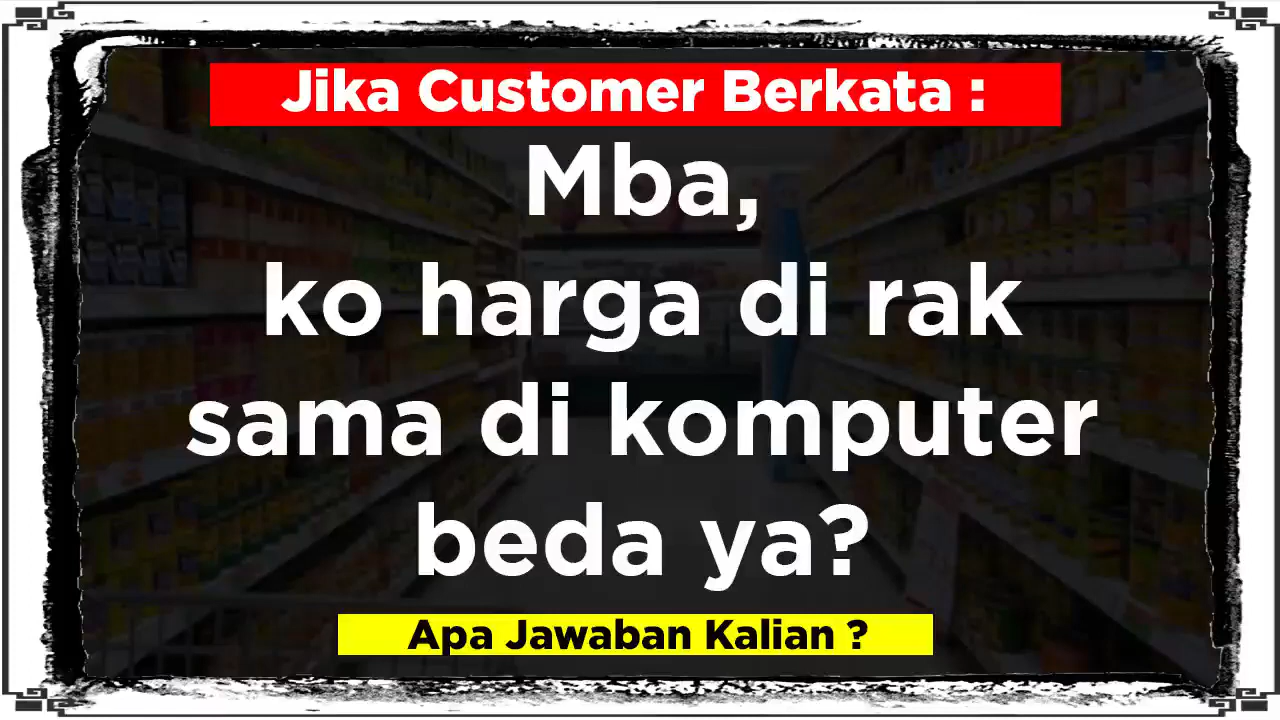 Jika Customer Berkata :
Mba,
ko harga di rak
sama di komputer
beda ya?
Apa Jawaban Kalian ?